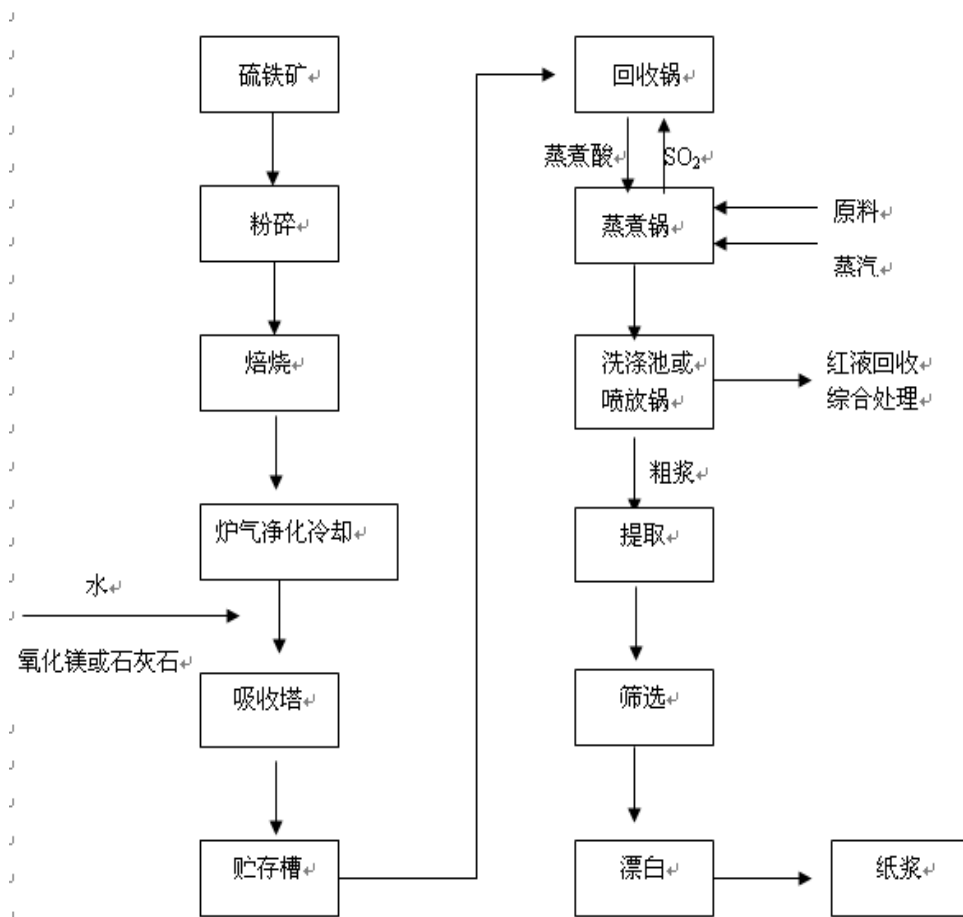 硫铁矿
粉碎
焙烧
炉气净化冷却
水
氧化镁或石灰石
吸收塔
贮存槽
回收锅
蒸煮酸
SO₂
蒸煮锅
原料
蒸汽
洗涤池或
喷放锅
红液回收
综合处理
粗浆
提取
筛选
漂白
纸浆